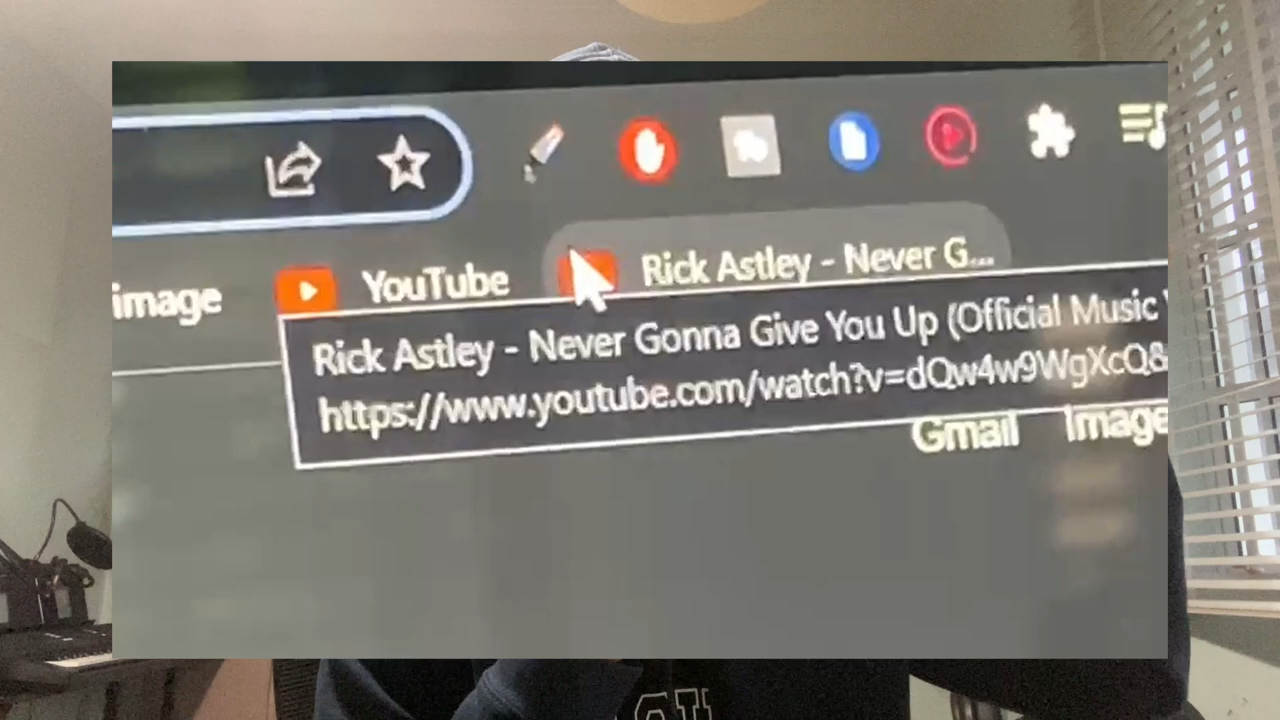 image
YouTube
Rick Astley - Never G...
Rick Astley - Never Gonna Give You Up (Official Music
https://www.youtube.com/watch?v=dQw4w9WgXcQ&
Gmail
Image